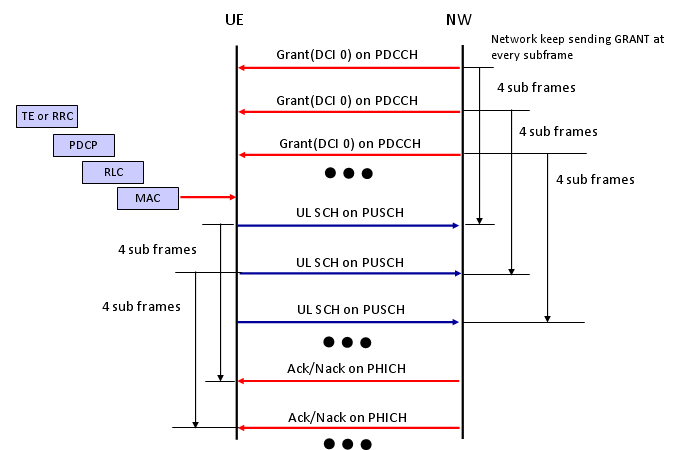 UE
NW
Network keep sending GRANT at
every subframe
Grant(DCI 0) on PDCCH
4 sub frames
Grant(DCI 0) on PDCCH
4 sub frames
TE or RRC
PDCP
Grant(DCI 0) on PDCCH
4 sub frames
RLC
MAC
UL SCH on PUSCH
4 sub frames
UL SCH on PUSCH
4 sub frames
UL SCH on PUSCH
Ack/Nack on PHICH
Ack/Nack on PHICH